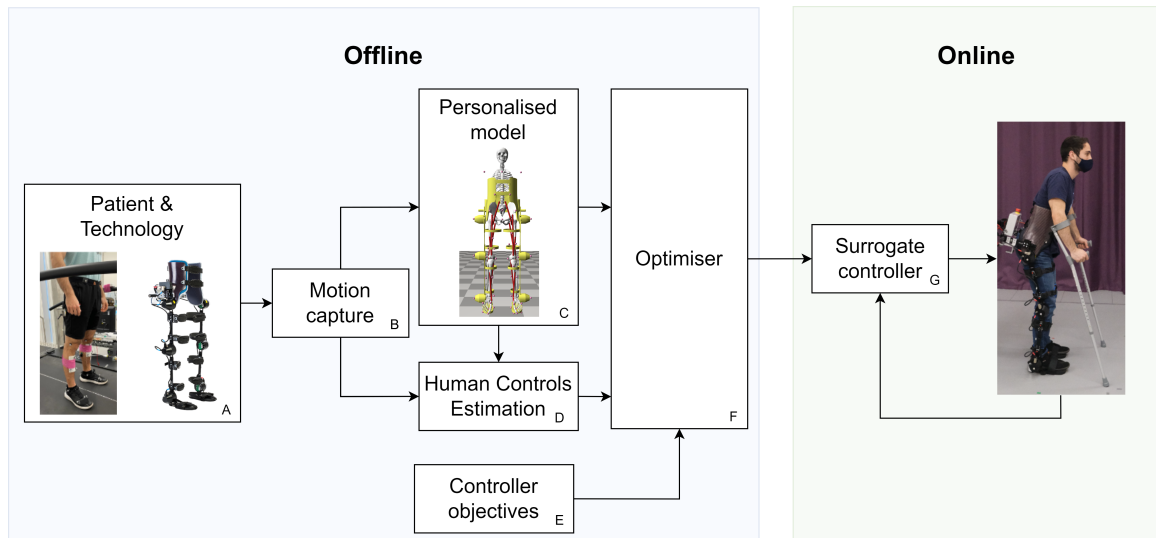 Offline
Online
Patient &
Technology
A
Motion
capture
B
Personalised
model
C
Human Controls
Estimation
D
Controller
objectives
E
Optimiser
F
Surrogate
controller
G